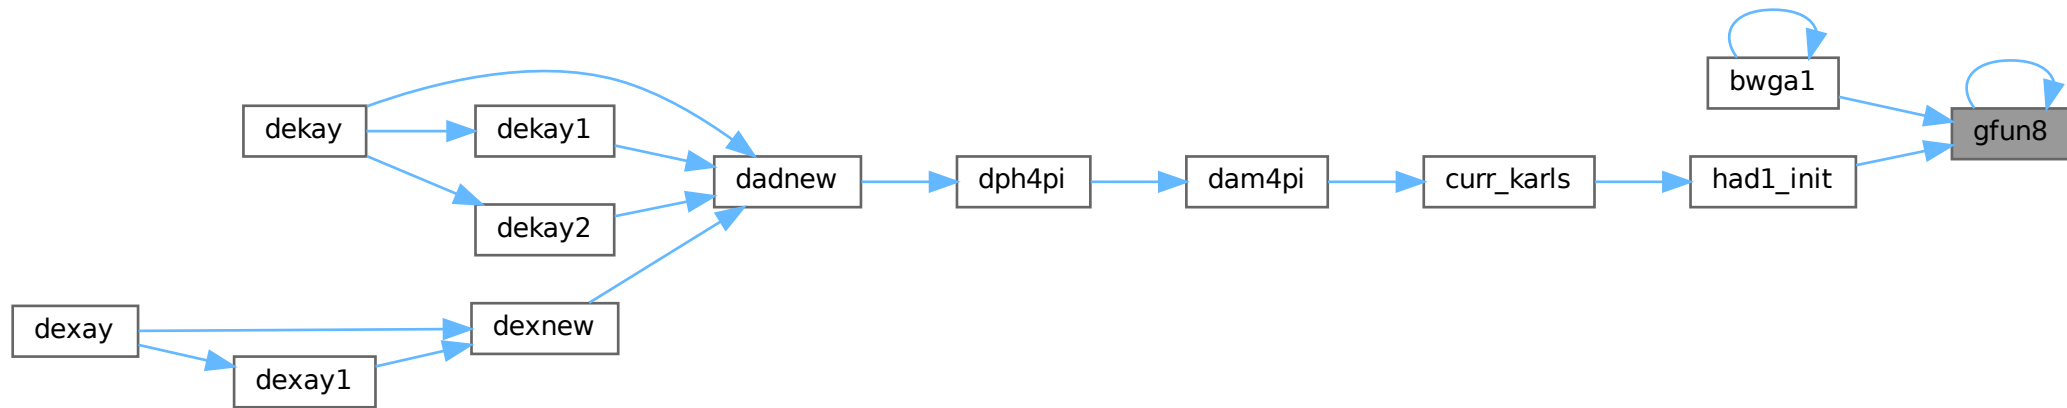 bwga1
gfun8
dekay
dekay1
dadnew
dph4pi
dam4pi
curr_karls
had1_init
dekay2
dexay
dexnew
dexay1